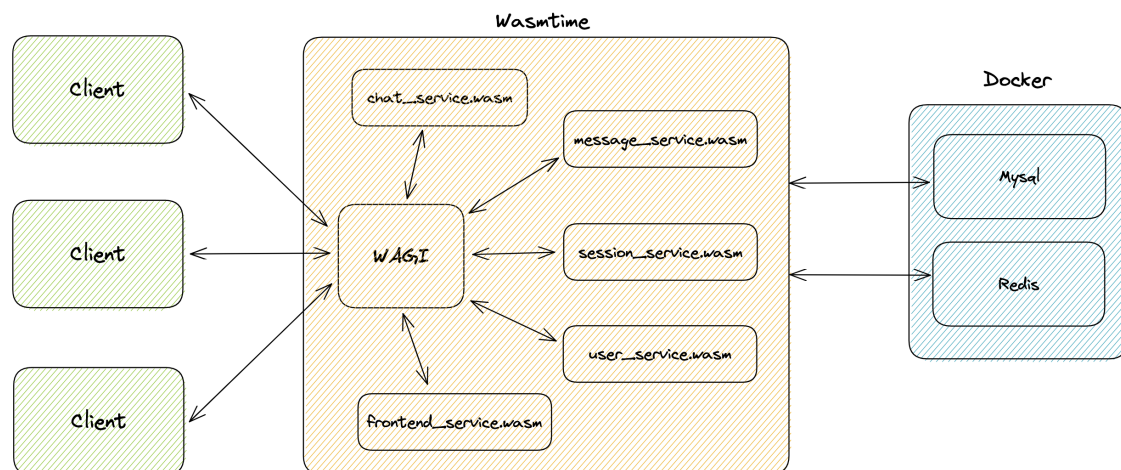 Wasmtime
Client
chat_service.wasm
Docker
message_service.wasm
Mysql
Client
WAGI
session_service.wasm
Redis
user_service.wasm
Client
frontend_service.wasm